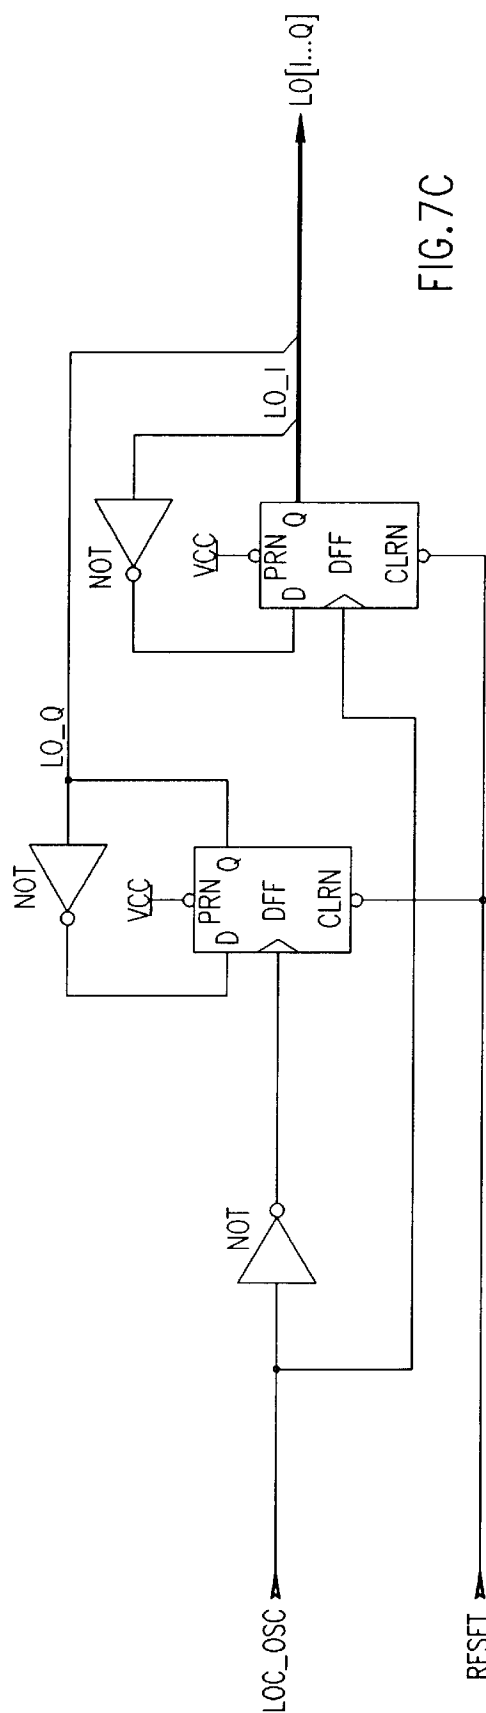 LO_Q
LO_I
LO[I...Q]
NOT
VCC
PRN
D
Q
DFF
CLRN
NOT
VCC
PRN
D
Q
DFF
CLRN
NOT
LOC_OSC
RESET
FIG.7C